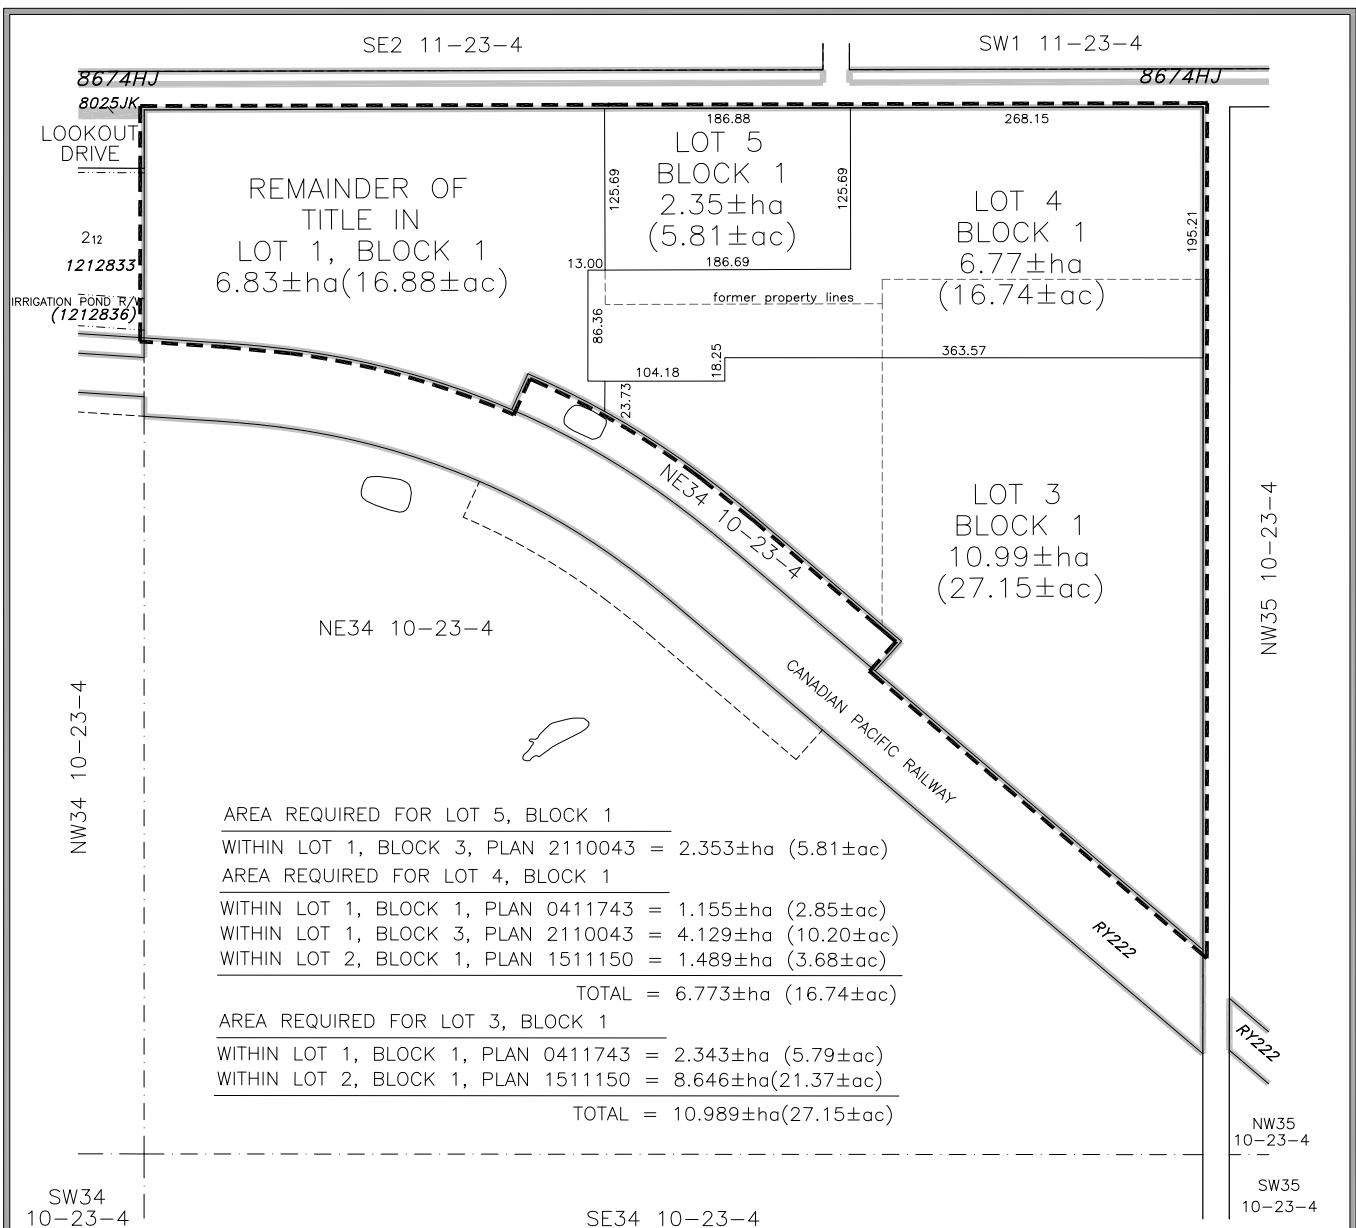 SE2 11-23-4
SW1 11-23-4
8674HJ
8674HJ
8025JK
LOOKOUT
DRIVE
186.88
268.15
LOT 5
BLOCK 1
2.35±ha
(5.81±ac)
125.69
125.69
REMAINDER OF
TITLE IN
LOT 1, BLOCK 1
6.83±ha(16.88±ac)
LOT 4
BLOCK 1
6.77±ha
(16.74±ac)
195.21
2₁₂
1212833
IRRIGATION POND R/W
(1212836)
13.00
186.69
former property lines
86.36
18.25
363.57
104.18
23.73
NE34 10-23-4
LOT 3
BLOCK 1
10.99±ha
(27.15±ac)
NW35 10-23-4
NE34 10-23-4
NW34 10-23-4
CANADIAN PACIFIC RAILWAY
AREA REQUIRED FOR LOT 5, BLOCK 1
WITHIN LOT 1, BLOCK 3, PLAN 2110043 = 2.353±ha (5.81±ac)
AREA REQUIRED FOR LOT 4, BLOCK 1
WITHIN LOT 1, BLOCK 1, PLAN 0411743 = 1.155±ha (2.85±ac)
WITHIN LOT 1, BLOCK 3, PLAN 2110043 = 4.129±ha (10.20±ac)
WITHIN LOT 2, BLOCK 1, PLAN 1511150 = 1.489±ha (3.68±ac)
TOTAL = 6.773±ha (16.74±ac)
AREA REQUIRED FOR LOT 3, BLOCK 1
WITHIN LOT 1, BLOCK 1, PLAN 0411743 = 2.343±ha (5.79±ac)
WITHIN LOT 2, BLOCK 1, PLAN 1511150 = 8.646±ha(21.37±ac)
TOTAL = 10.989±ha(27.15±ac)
RY222
RY222
NW35
10-23-4
SW35
10-23-4
SW34
10-23-4
SE34 10-23-4